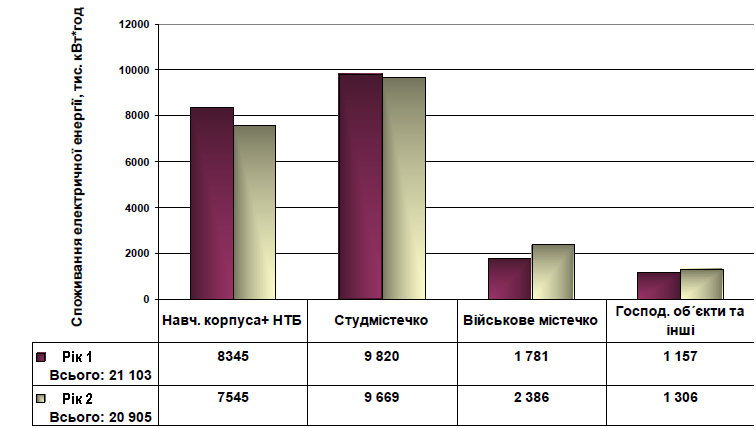 Споживання електричної енергії, тис. кВт*год
12000
10000
8000
6000
4000
2000
0
Навч. корпуса+ НТБ Студмістечко Військове містечко Господ. об´єкти та
інші
Рік 1 8345 9 820 1 781 1 157
Всього: 21 103
Рік 2 7545 9 669 2 386 1 306
Всього: 20 905